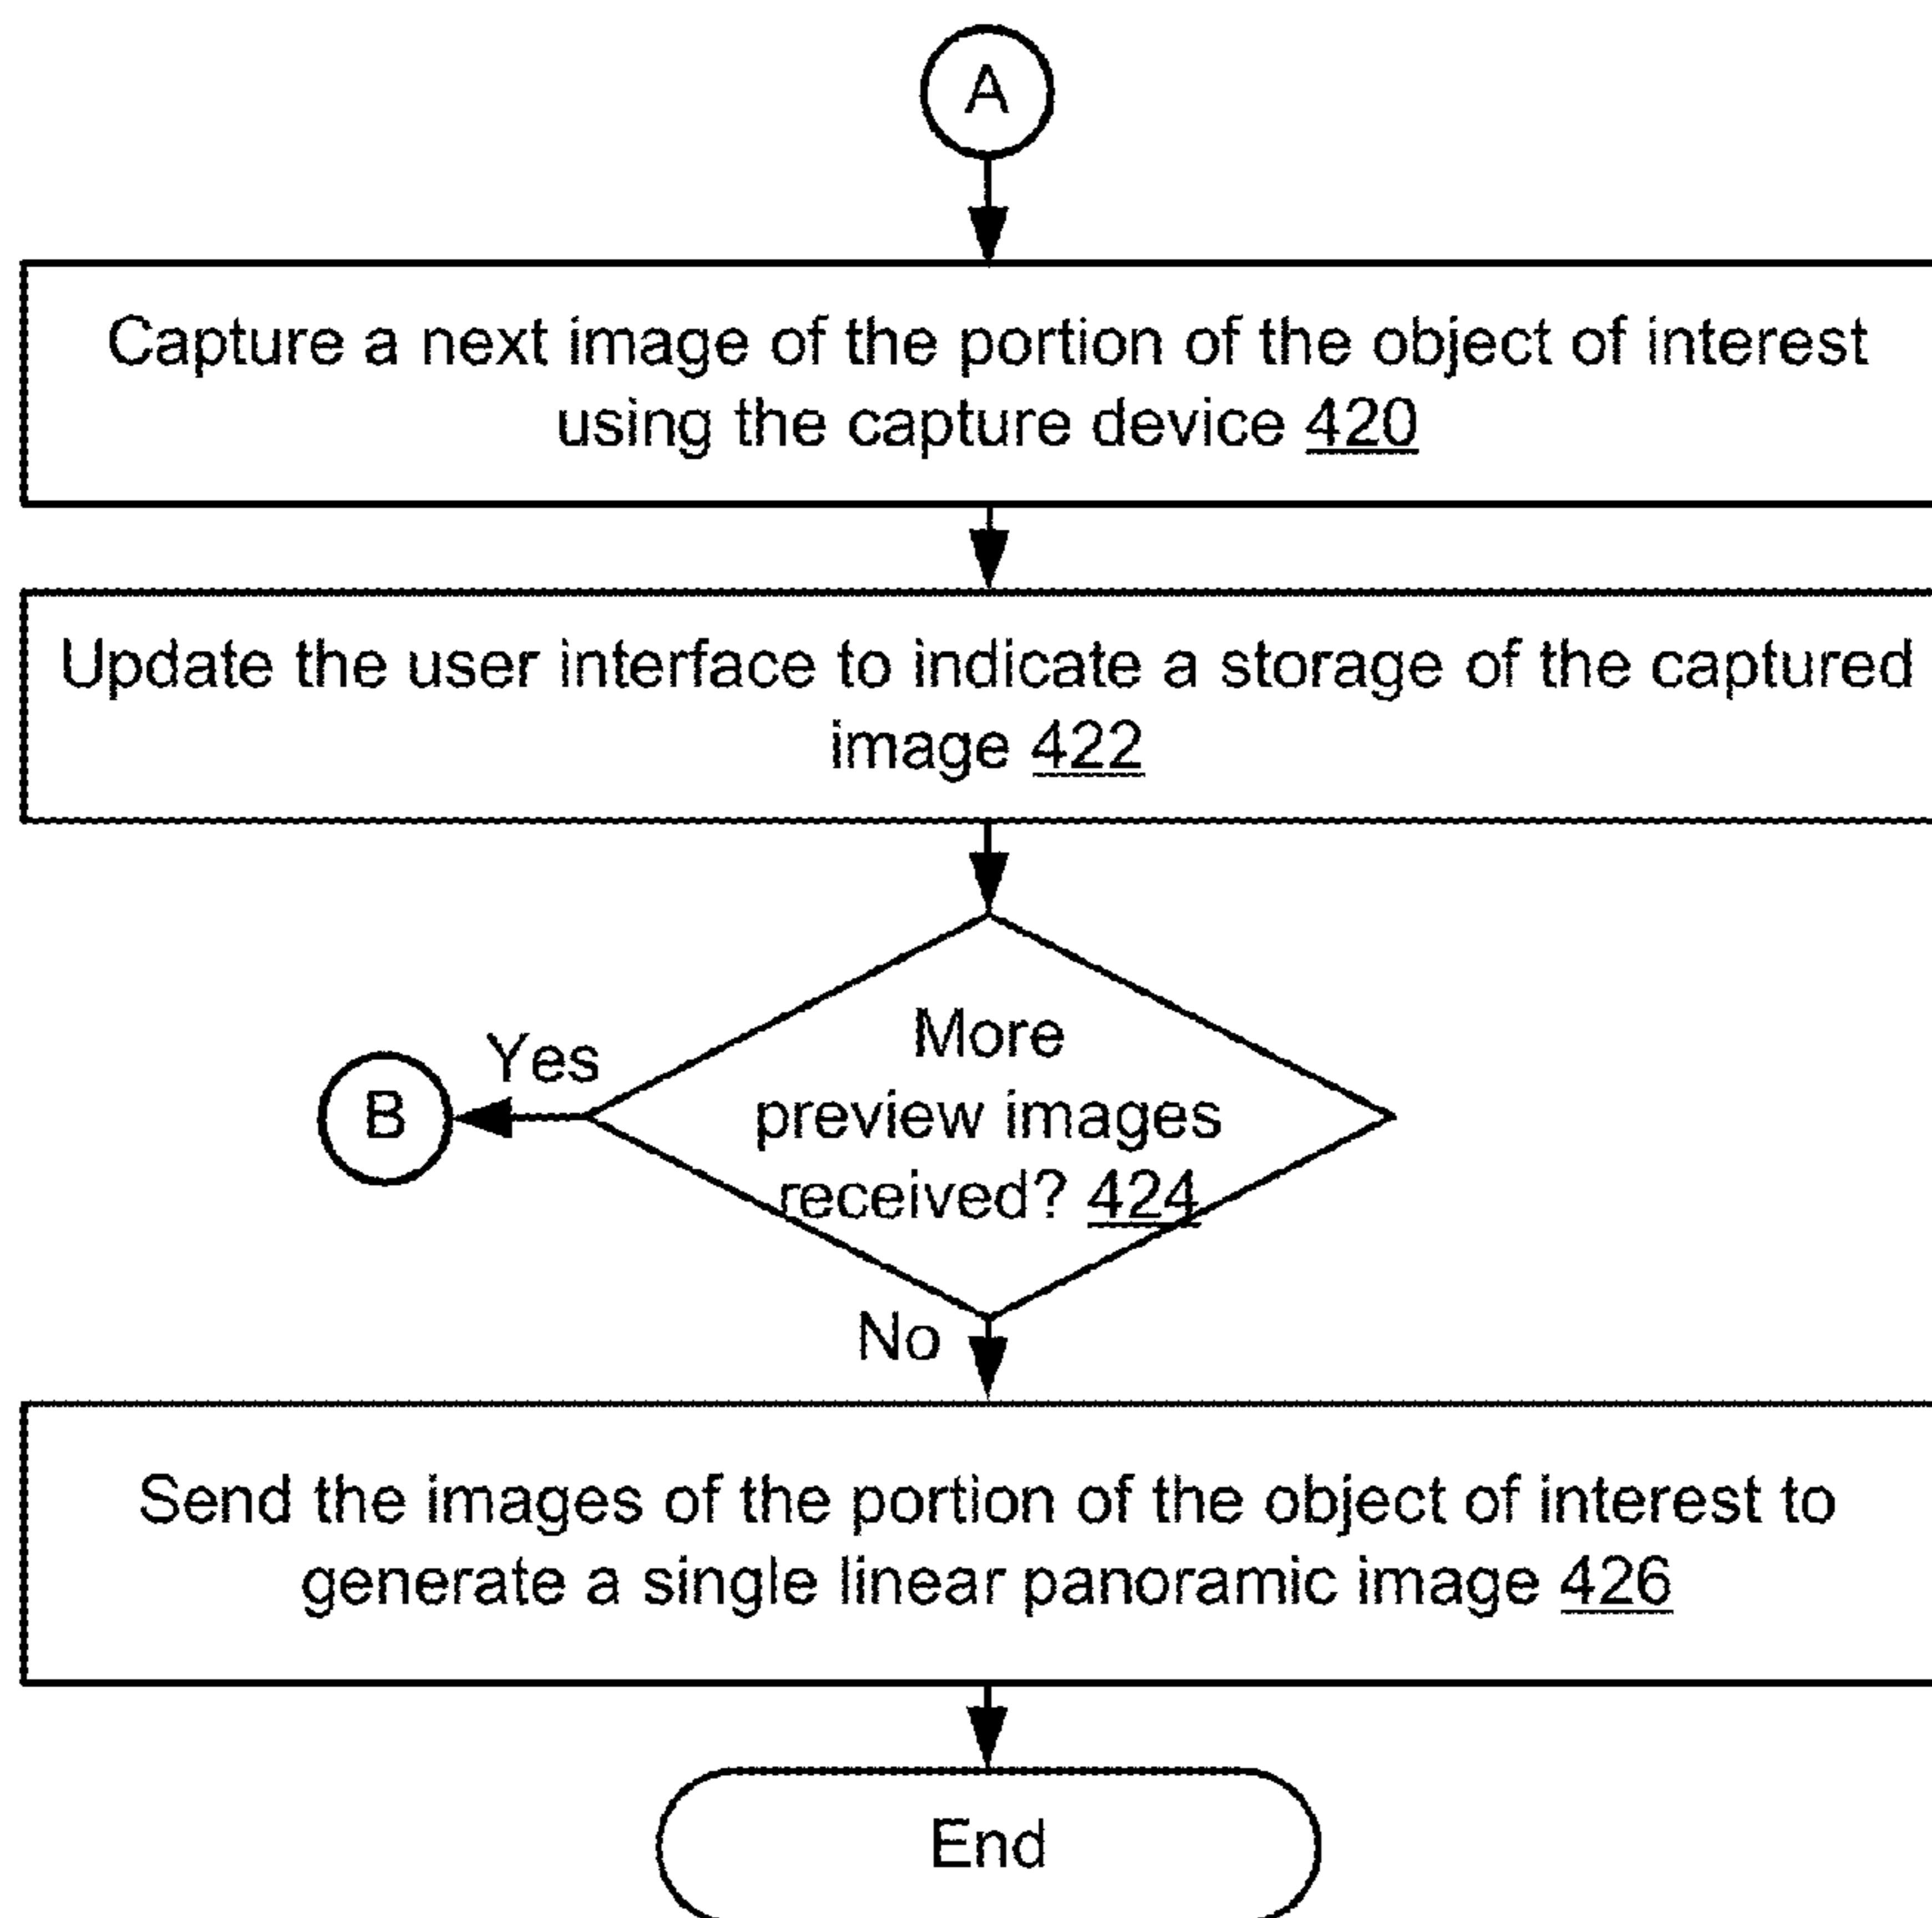 A
Capture a next image of the portion of the object of interest
using the capture device 420
Update the user interface to indicate a storage of the captured
image 422
More
preview images
received? 424
Yes
B
No
Send the images of the portion of the object of interest to
generate a single linear panoramic image 426
End